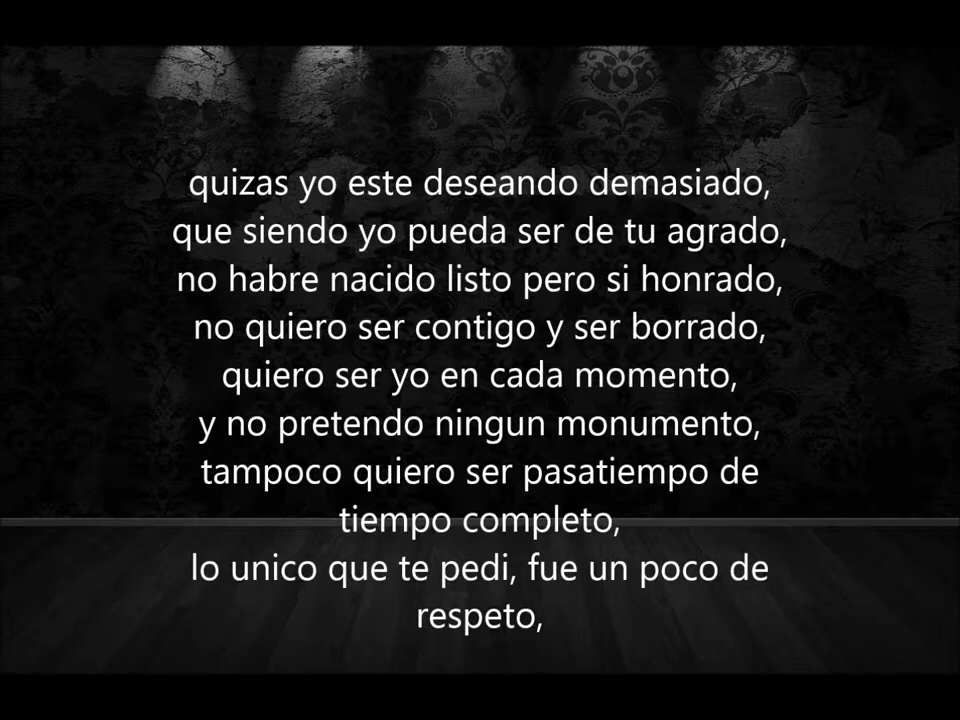 quizas yo este deseando demasiado,
que siendo yo pueda ser de tu agrado,
no habre nacido listo pero si honrado,
no quiero ser contigo y ser borrado,
quiero ser yo en cada momento,
y no pretendo ningun monumento,
tampoco quiero ser pasatiempo de
tiempo completo,
lo unico que te pedi, fue un poco de
respeto,